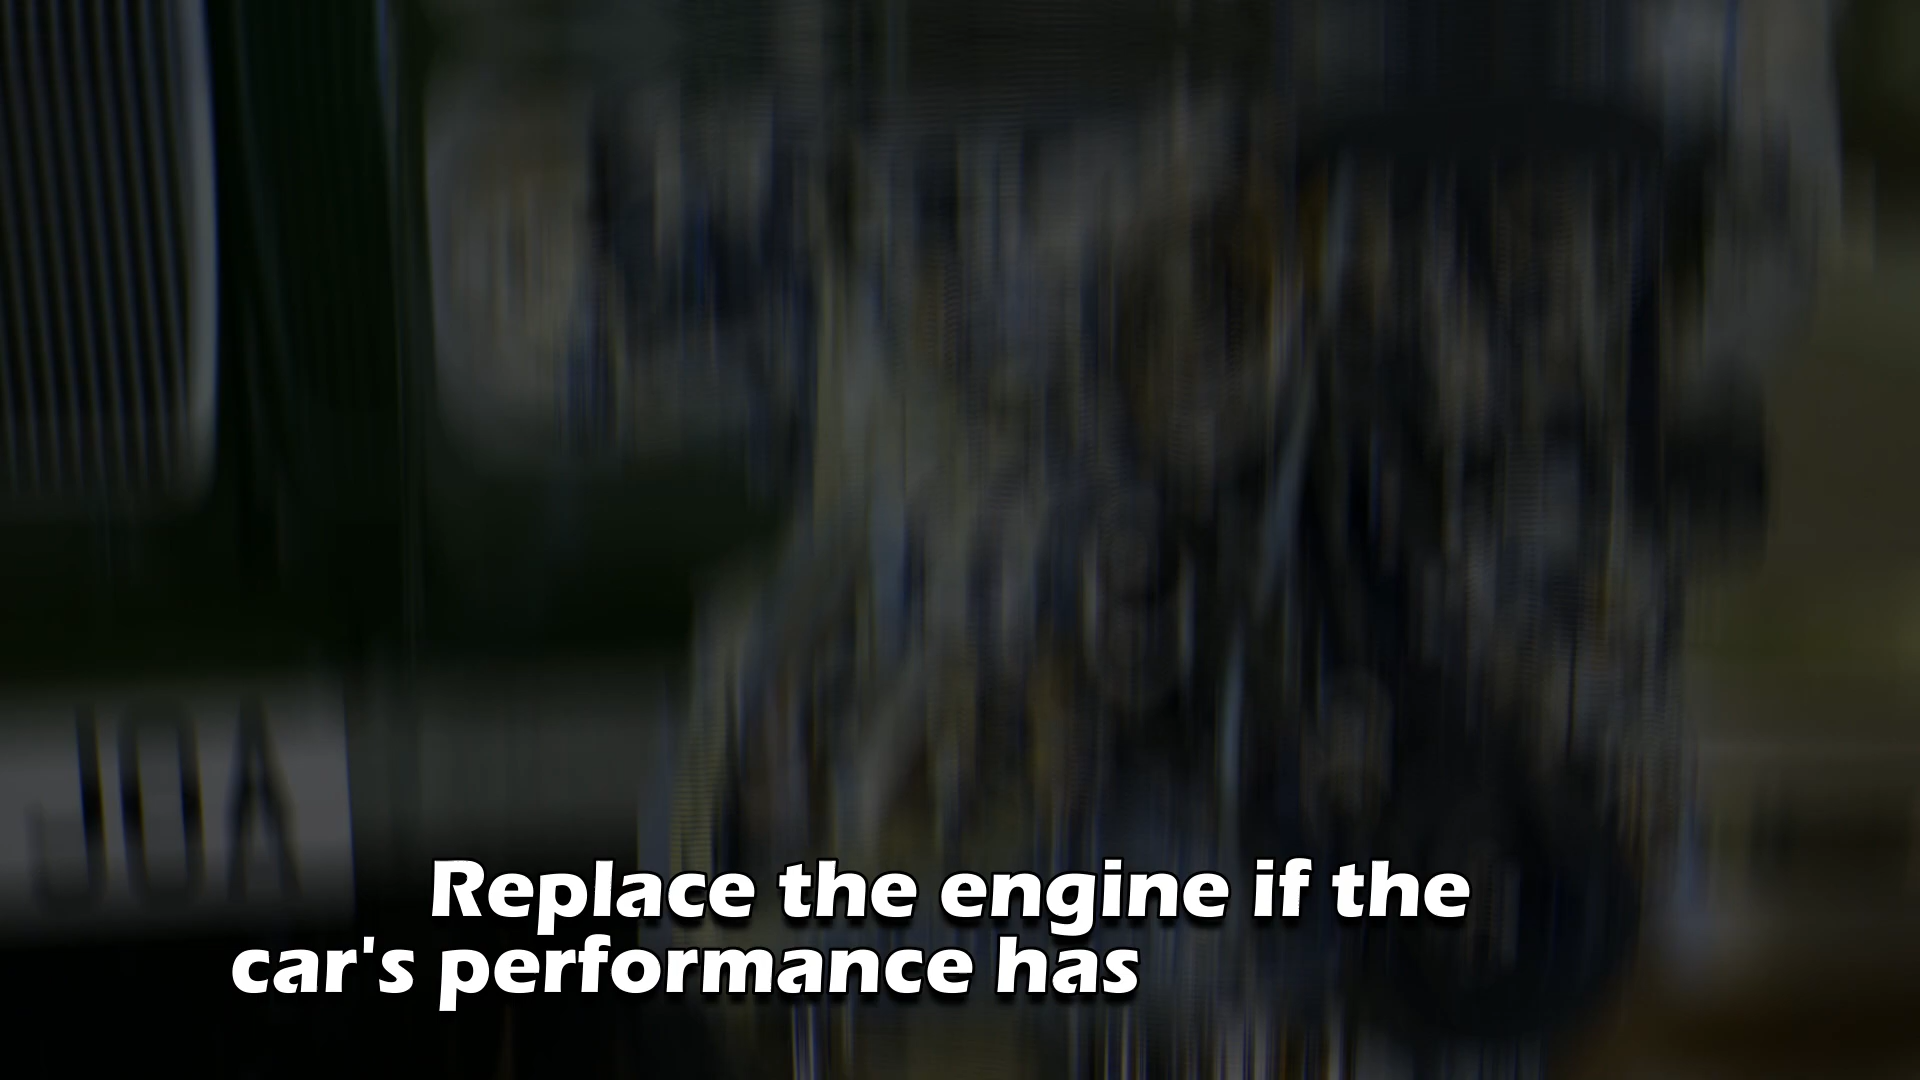 Replace the engine if the
car's performance has